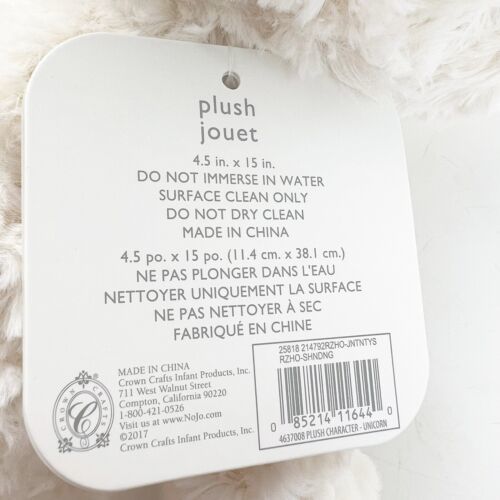 plush
jouet
4.5 in. x 15 in.
DO NOT IMMERSE IN WATER
SURFACE CLEAN ONLY
DO NOT DRY CLEAN
MADE IN CHINA
4.5 po. x 15 po. (11.4 cm. x 38.1 cm.)
NE PAS PLONGER DANS L'EAU
NETTOYER UNIQUEMENT LA SURFACE
NE PAS NETTOYER À SEC
FABRIQUÉ EN CHINE
MADE IN CHINA
Crown Crafts Infant Products, Inc.
711 West Walnut Street
Compton, California 90220
1-800-421-0526
Visit us at www.NoJo.com
©2017
Crown Crafts Infant Products, Inc.
CROWN CRAFTS
C
25818 214792RZHO-JNTNTYS
RZHO-SHNDNG
0 85214 11644 0
4637008 PLUSH CHARACTER - UNICORN